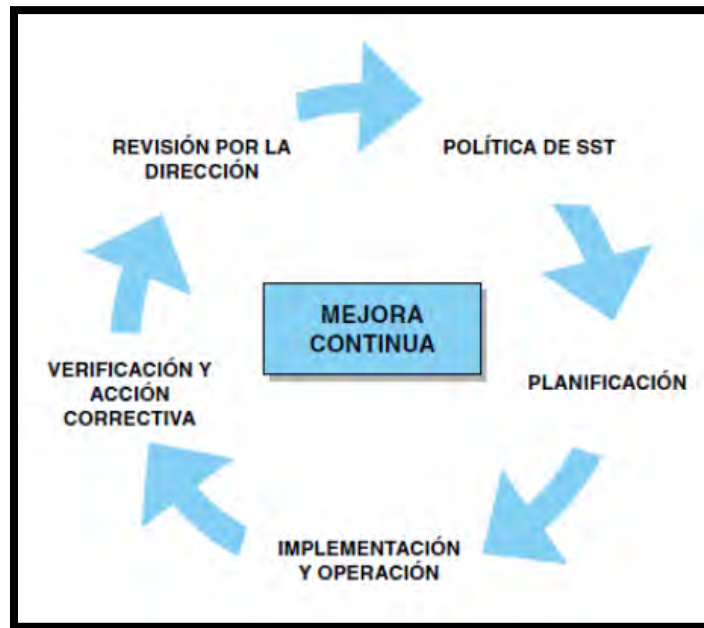 REVISIÓN POR LA
DIRECCIÓN
POLÍTICA DE SST
MEJORA
CONTINUA
VERIFICACIÓN Y
ACCIÓN
CORRECTIVA
PLANIFICACIÓN
IMPLEMENTACIÓN
Y OPERACIÓN